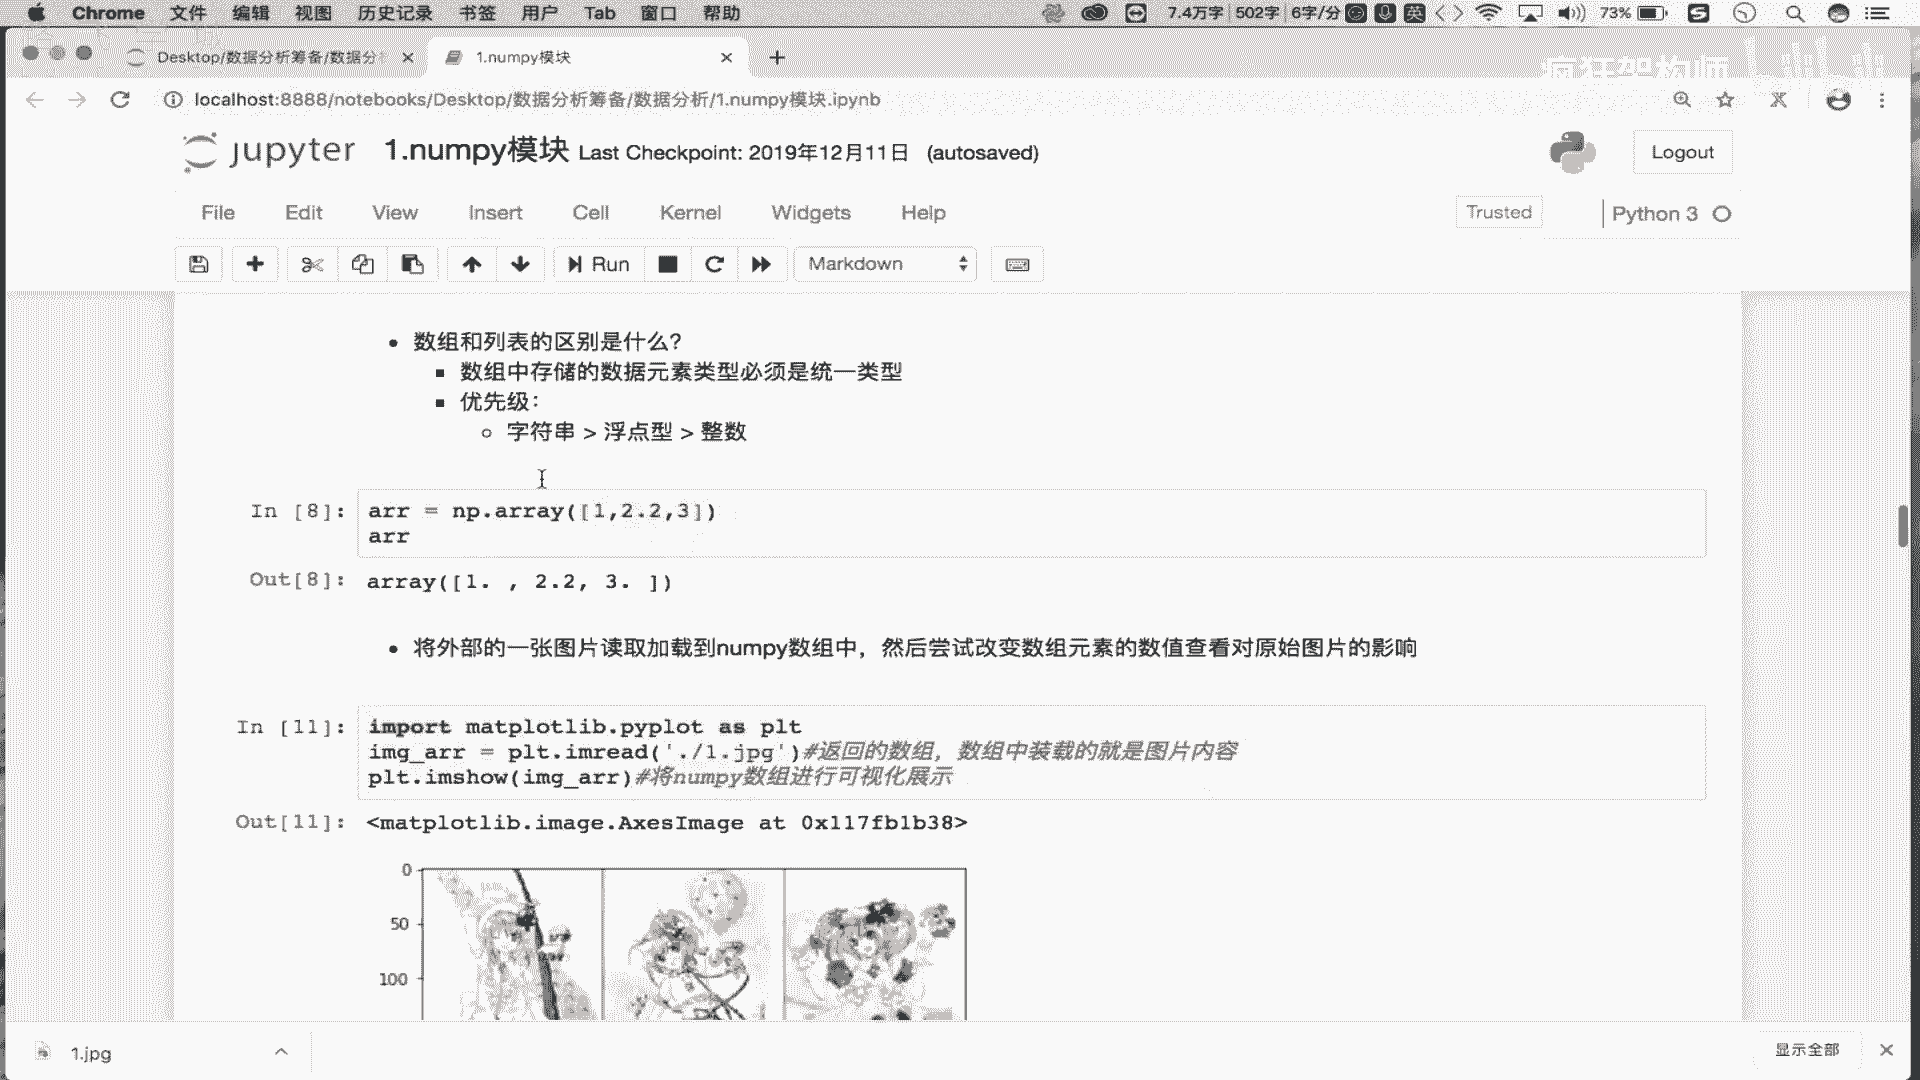 Chrome 文件 编辑 视图 历史记录 书签 用户 Tab 窗口 帮助 7.4万字 502字 6字/分 英 73%
Desktop/数据分析筹备/数据分 1.numpy模块
疯狂架构师
localhost:8888/notebooks/Desktop/数据分析筹备/数据分析/1.numpy模块.ipynb
jupyter 1.numpy模块 Last Checkpoint: 2019年12月11日 (autosaved) Logout
File Edit View Insert Cell Kernel Widgets Help Trusted Python 3
Run Markdown
数组和列表的区别是什么?
数组中存储的数据元素类型必须是统一类型
优先级:
字符串 > 浮点型 > 整数
In [8]: arr = np.array([1,2.2,3])
arr
Out[8]: array([1. , 2.2, 3. ])
将外部的一张图片读取加载到numpy数组中，然后尝试改变数组元素的数值查看对原始图片的影响
In [11]: import matplotlib.pyplot as plt
img_arr = plt.imread('./1.jpg')#返回的数组，数组中装载的就是图片内容
plt.imshow(img_arr)#将numpy数组进行可视化展示
Out[11]: <matplotlib.image.AxesImage at 0x117fb1b38>
0
50
100
1.jpg 显示全部